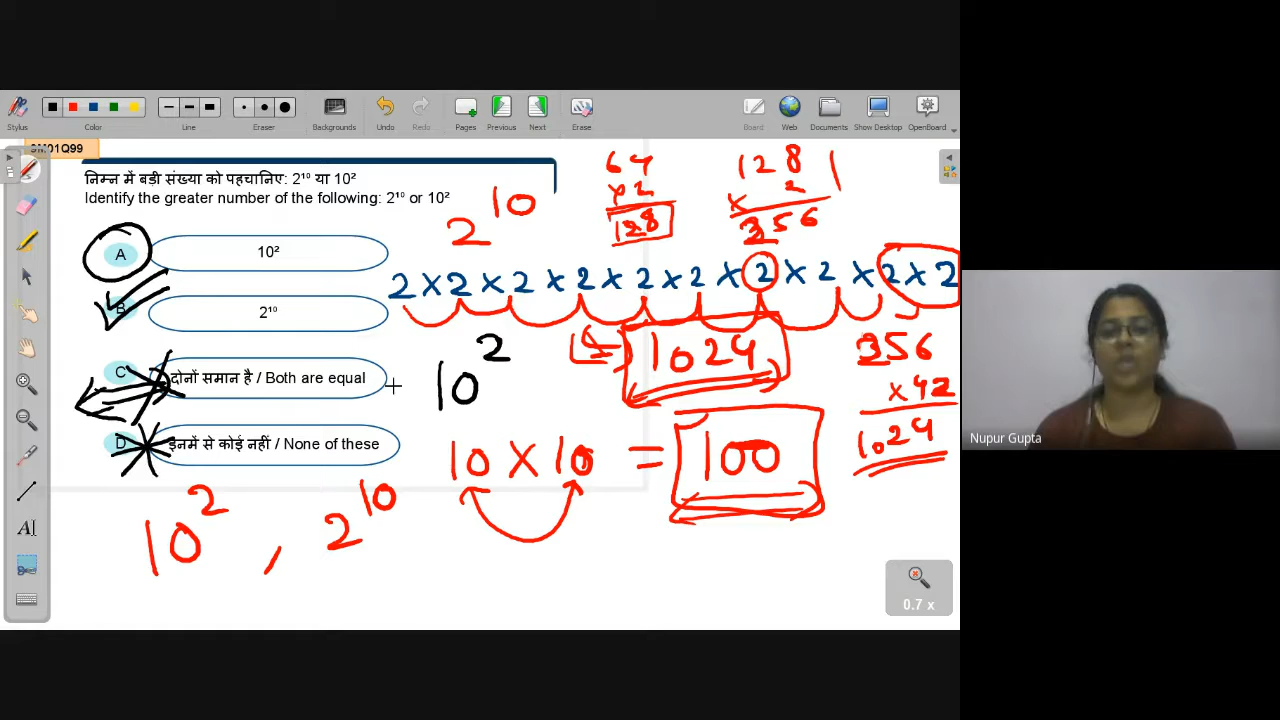 Stylus
Color
Line
Eraser
Backgrounds
Undo
Redo
Pages
Previous
Next
Erase
Board
Web
Documents
Show Desktop
OpenBoard
9M01Q99
निम्न में बड़ी संख्या को पहचानिए: 2¹⁰ या 10²
Identify the greater number of the following: 2¹⁰ or 10²
A 10²
B 2¹⁰
C दोनों समान है / Both are equal
D इनमें से कोई नहीं / None of these
2¹⁰
64
×2
128
128
× 2
256
2 × 2 × 2 × 2 × 2 × 2 × 2 × 2 × 2 × 2
1024
10²
10 × 10 = 100
356
×42
1024
10² , 2¹⁰
Nupur Gupta
0.7 x